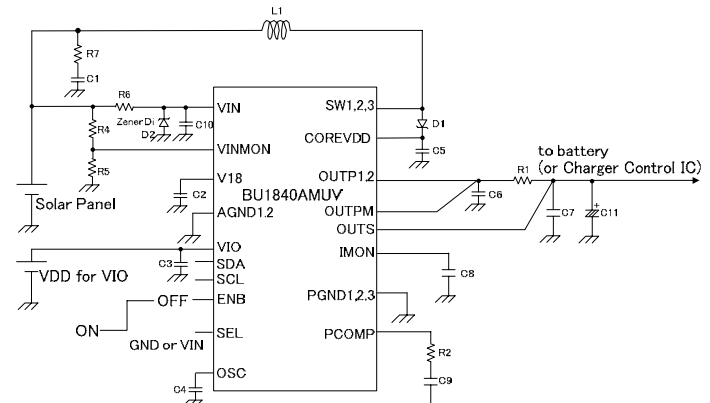 L1
R7
C1
R6
VIN
SW1,2,3
Zener Di
D2
C10
D1
R4
COREVDD
VINMON
C5
to battery
(or Charger Control IC)
R5
V18
OUTP1,2
R1
C2
BU1840AMUV
Solar Panel
OUTPM
C6
C7
+
C11
AGND1.2
OUTS
VIO
IMON
C3
SDA
C8
VDD for VIO
SCL
OFF
ENB
PGND1,2,3
ON
SEL
PCOMP
GND or VIN
R2
OSC
C4
C9